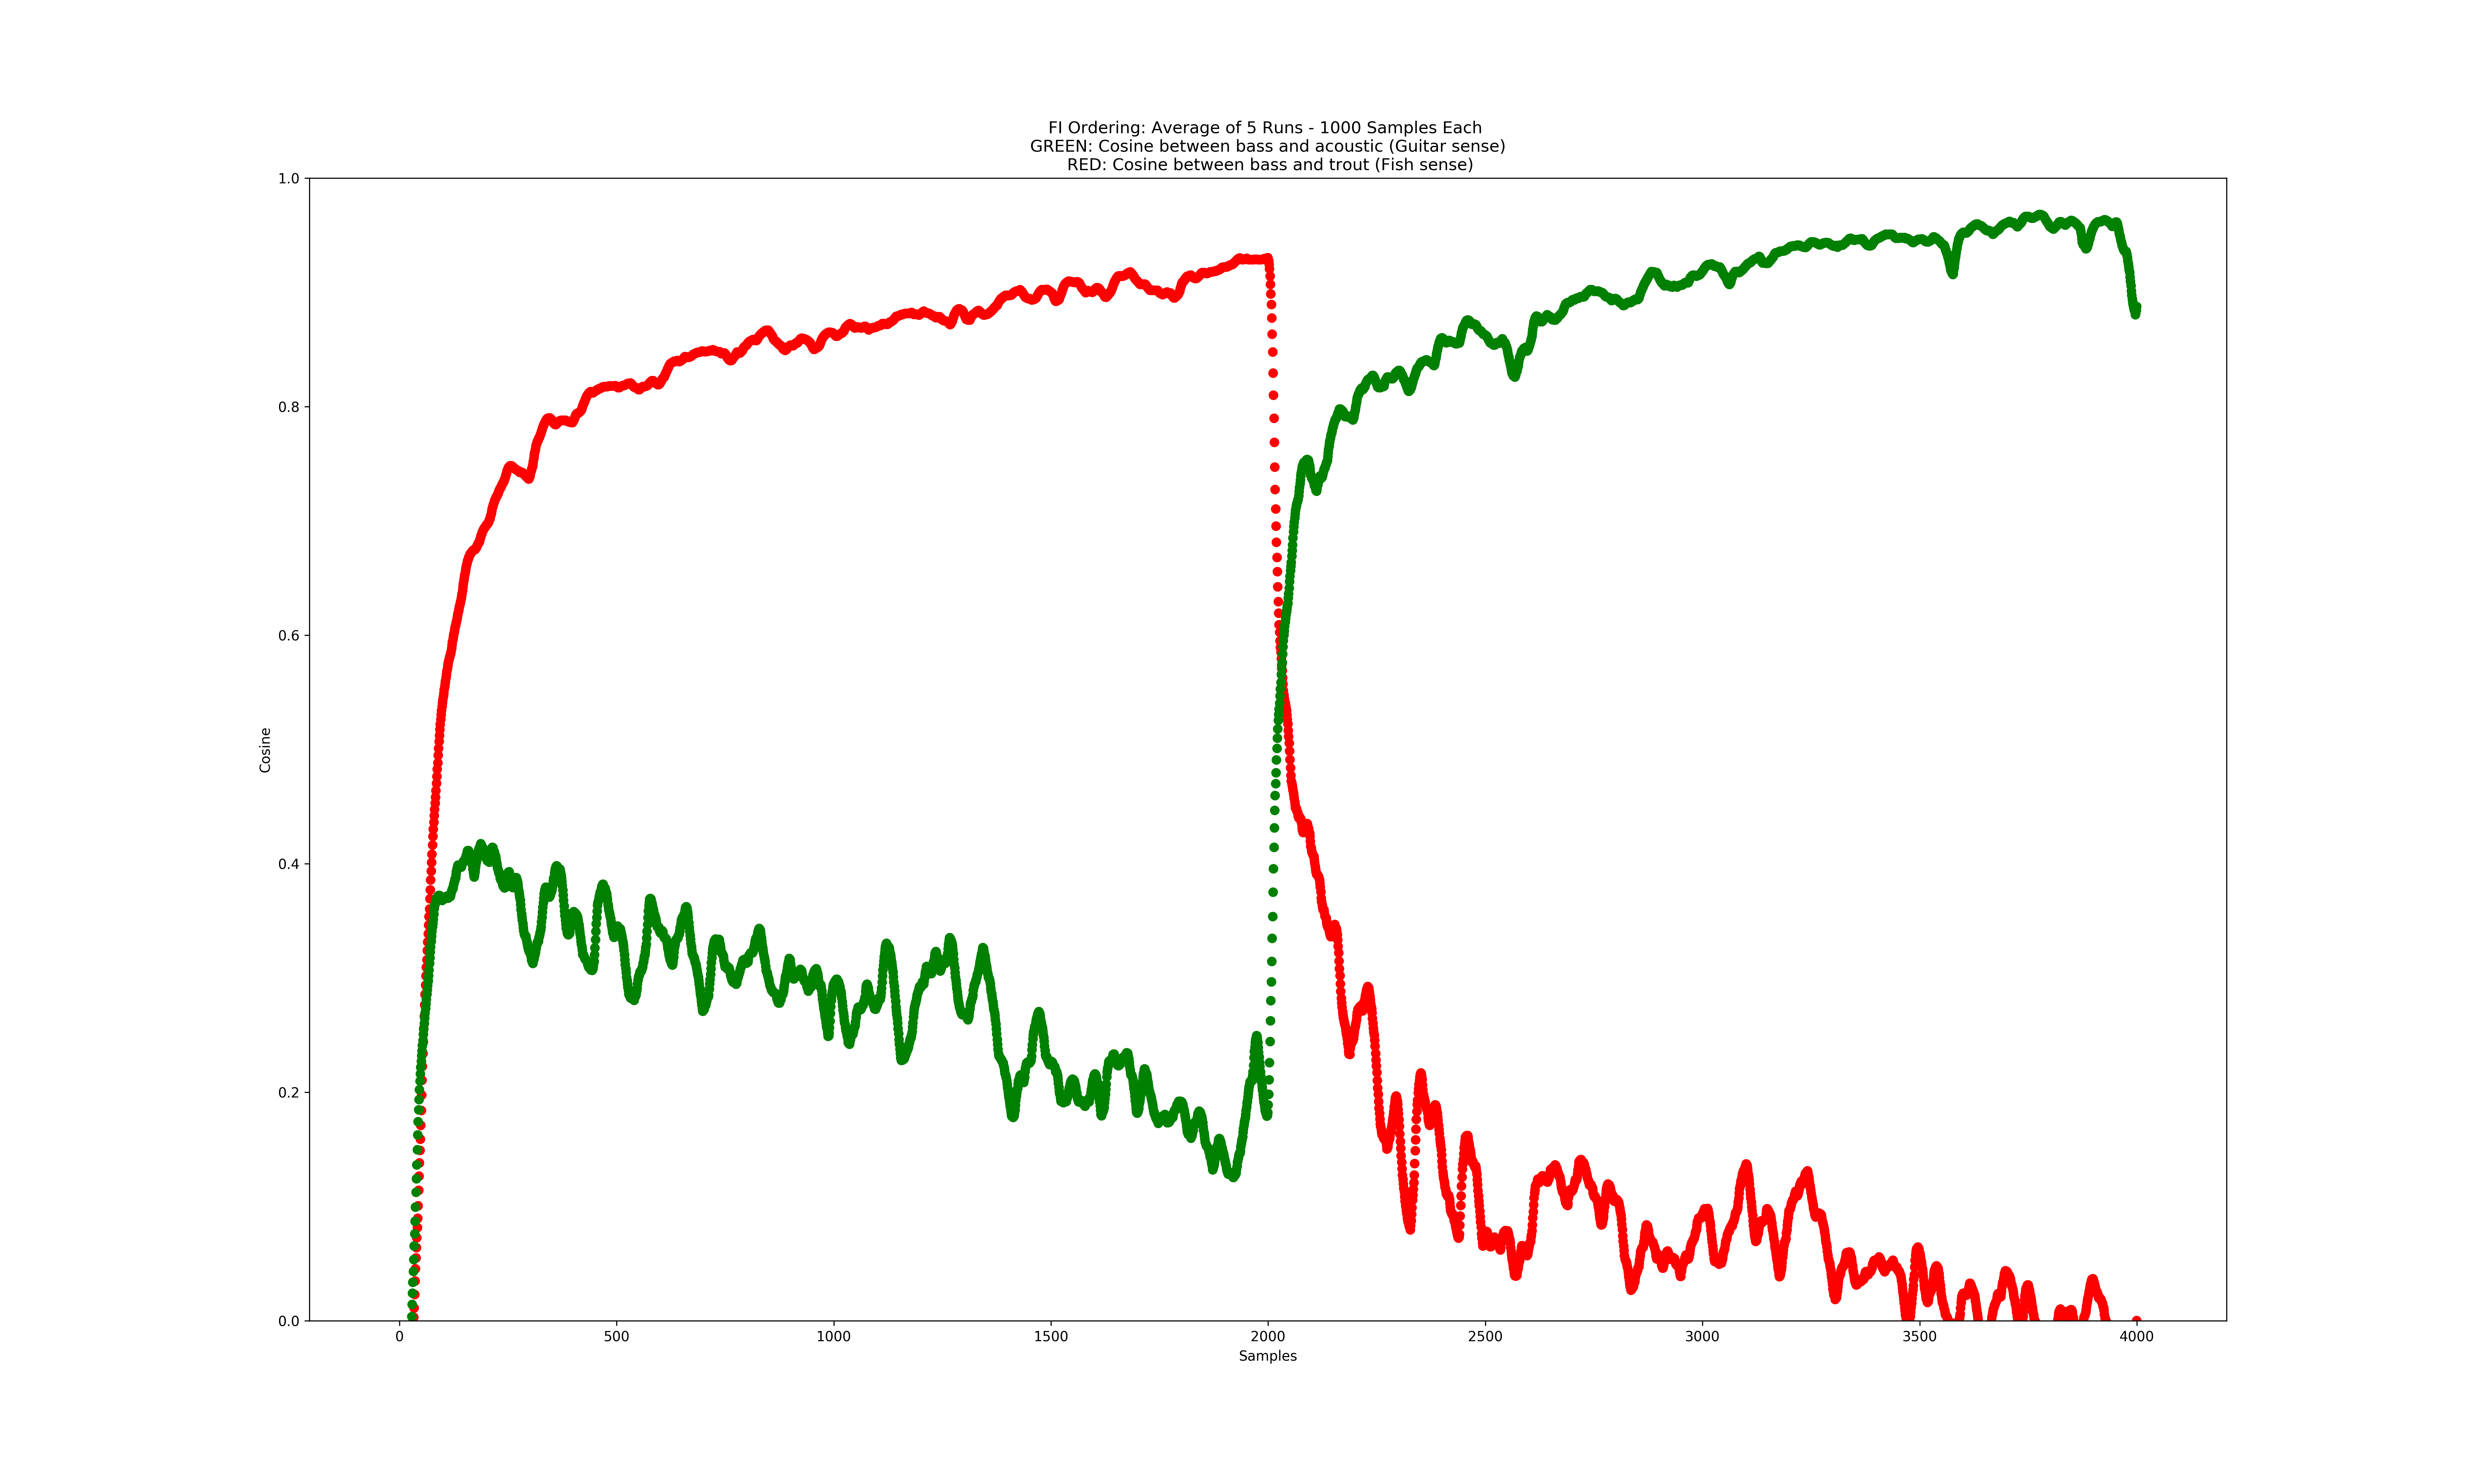 FI Ordering: Average of 5 Runs - 1000 Samples Each
GREEN: Cosine between bass and acoustic (Guitar sense)
RED: Cosine between bass and trout (Fish sense)
1.0
0.8
0.6
0.4
0.2
0.0
Cosine
0 500 1000 1500 2000 2500 3000 3500 4000
Samples